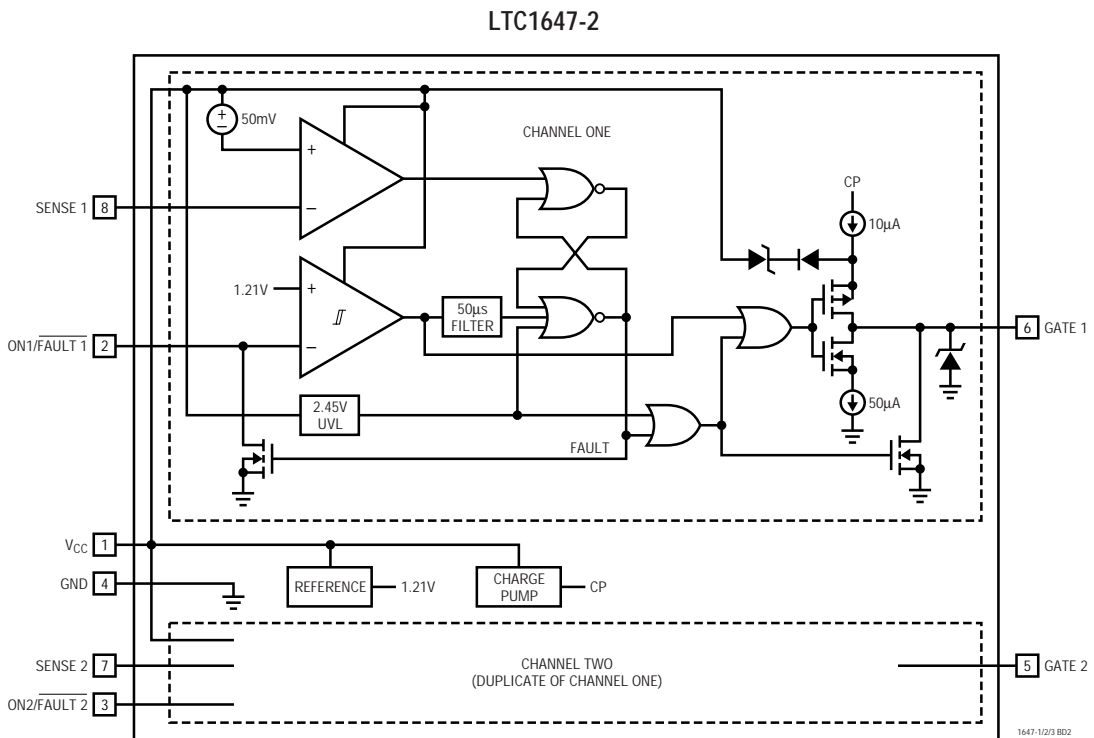 LTC1647-2
+
–
50mV
CHANNEL ONE
+
–
SENSE 1 8
CP
10µA
1.21V
+
–
50µs
FILTER
ON1/FAULT 1 2
6 GATE 1
2.45V
UVL
50µA
FAULT
VCC 1
GND 4
REFERENCE
1.21V
CHARGE
PUMP
CP
SENSE 2 7
CHANNEL TWO
(DUPLICATE OF CHANNEL ONE)
5 GATE 2
ON2/FAULT 2 3
1647-1/2/3 BD2